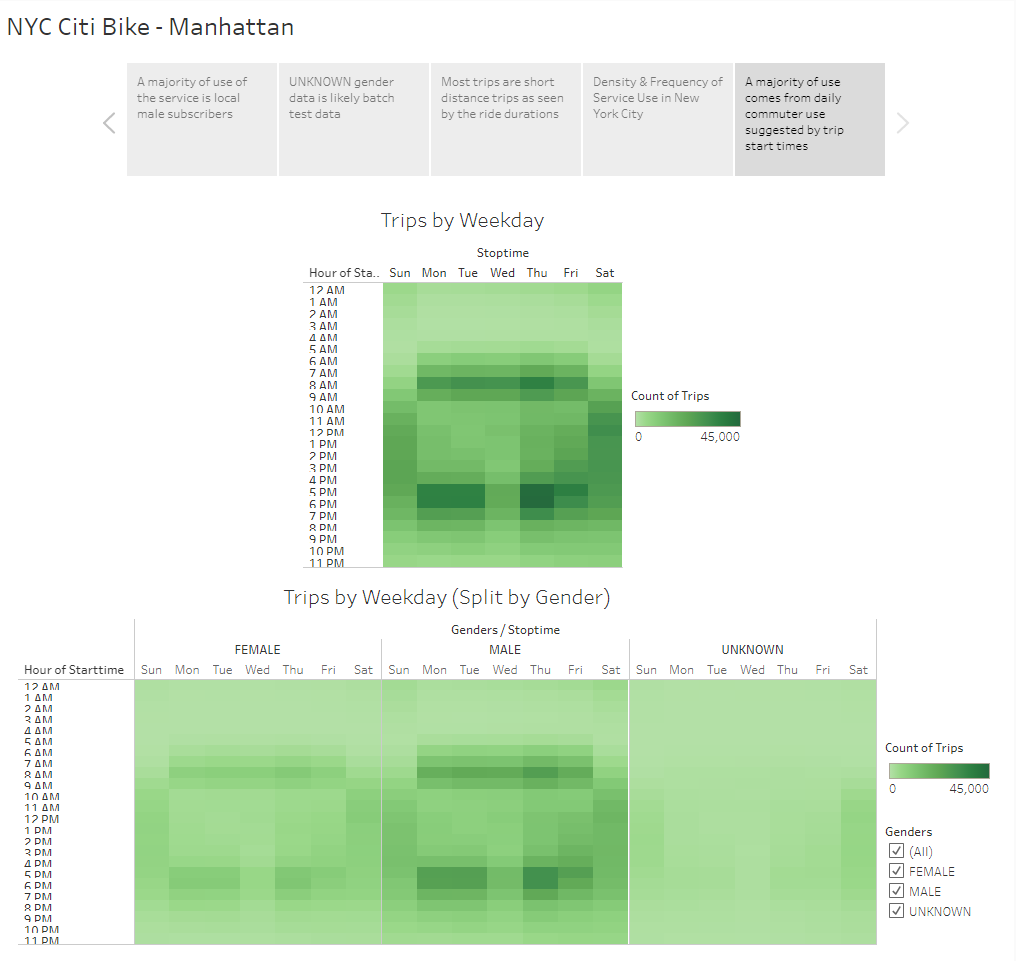 NYC Citi Bike - Manhattan
A majority of use of
the service is local
male subscribers
UNKNOWN gender
data is likely batch
test data
Most trips are short
distance trips as seen
by the ride durations
Density & Frequency of
Service Use in New
York City
A majority of use
comes from daily
commuter use
suggested by trip
start times
Trips by Weekday
Stoptime
Hour of Sta.. Sun Mon Tue Wed Thu Fri Sat
12 AM
1 AM
2 AM
3 AM
4 AM
5 AM
6 AM
7 AM
8 AM
9 AM
10 AM
11 AM
12 PM
1 PM
2 PM
3 PM
4 PM
5 PM
6 PM
7 PM
8 PM
9 PM
10 PM
11 PM
Count of Trips
0 45,000
Trips by Weekday (Split by Gender)
Genders / Stoptime
FEMALE MALE UNKNOWN
Hour of Starttime Sun Mon Tue Wed Thu Fri Sat Sun Mon Tue Wed Thu Fri Sat Sun Mon Tue Wed Thu Fri Sat
12 AM
1 AM
2 AM
3 AM
4 AM
5 AM
6 AM
7 AM
8 AM
9 AM
10 AM
11 AM
12 PM
1 PM
2 PM
3 PM
4 PM
5 PM
6 PM
7 PM
8 PM
9 PM
10 PM
11 PM
Count of Trips
0 45,000
Genders
(All)
FEMALE
MALE
UNKNOWN